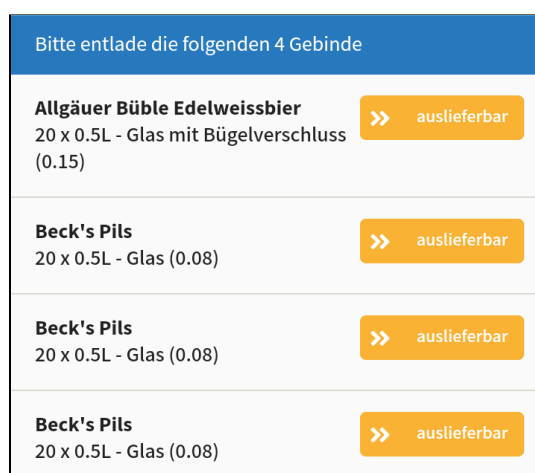 Bitte entlade die folgenden 4 Gebinde
Allgäuer Büble Edelweissbier
20 x 0.5L - Glas mit Bügelverschluss
(0.15)
auslieferbar
Beck's Pils
20 x 0.5L - Glas (0.08)
auslieferbar
Beck's Pils
20 x 0.5L - Glas (0.08)
auslieferbar
Beck's Pils
20 x 0.5L - Glas (0.08)
auslieferbar